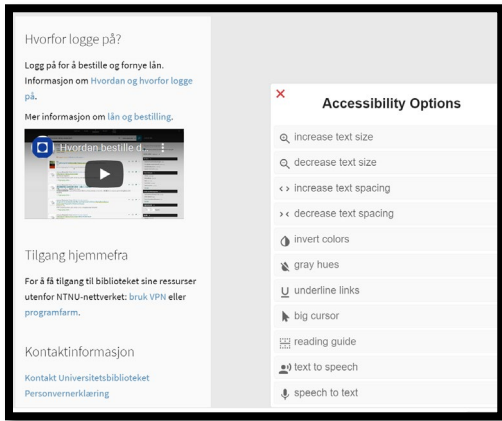 Hvorfor logge på?
Logg på for å bestille og fornye lån.
Informasjon om Hvordan og hvorfor logge
på.
Mer informasjon om lån og bestilling.
Hvordan bestille d...
Tilgang hjemmefra
For å få tilgang til biblioteket sine ressurser
utenfor NTNU-nettverket: bruk VPN eller
programfarm.
Kontaktinformasjon
Kontakt Universitetsbiblioteket
Personvernerklæring
Accessibility Options
increase text size
decrease text size
increase text spacing
decrease text spacing
invert colors
gray hues
underline links
big cursor
reading guide
text to speech
speech to text